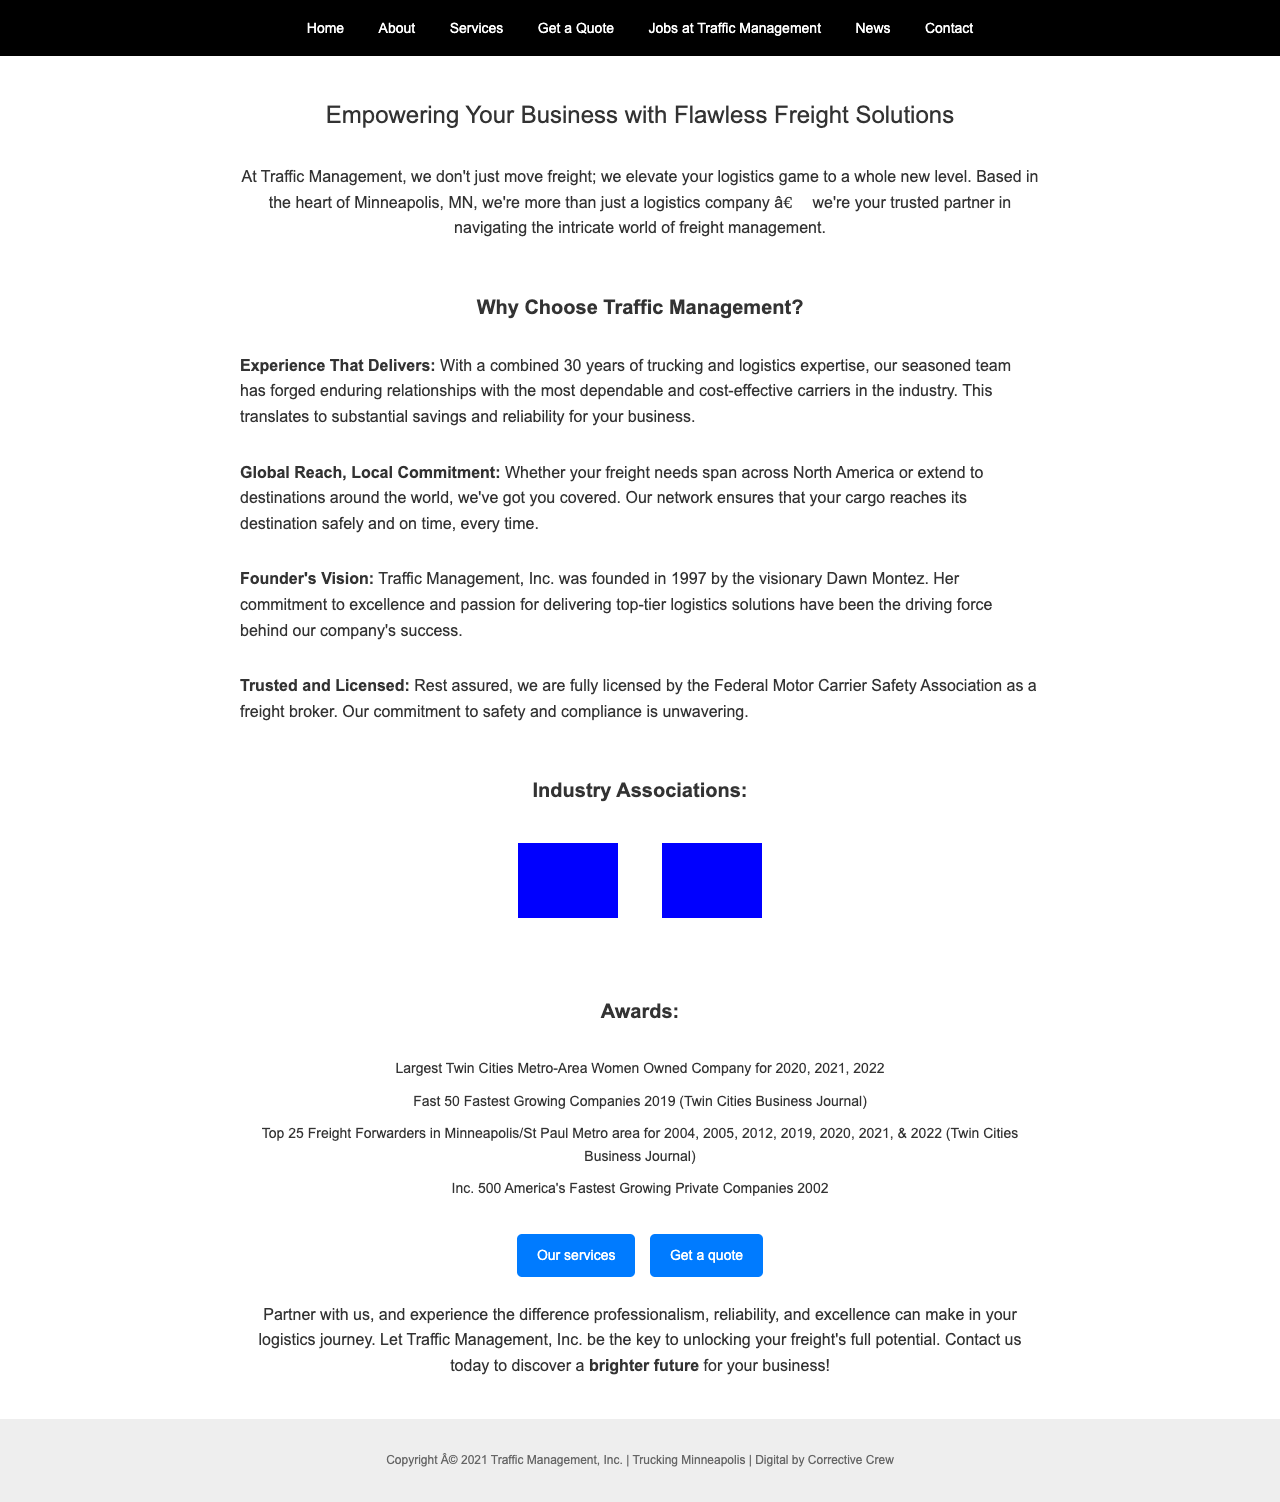 Home About Services Get a Quote Jobs at Traffic Management News Contact
Empowering Your Business with Flawless Freight Solutions
At Traffic Management, we don't just move freight; we elevate your logistics game to a whole new level. Based in
the heart of Minneapolis, MN, we're more than just a logistics company â€ we're your trusted partner in
navigating the intricate world of freight management.
Why Choose Traffic Management?
Experience That Delivers: With a combined 30 years of trucking and logistics expertise, our seasoned team
has forged enduring relationships with the most dependable and cost-effective carriers in the industry. This
translates to substantial savings and reliability for your business.
Global Reach, Local Commitment: Whether your freight needs span across North America or extend to
destinations around the world, we've got you covered. Our network ensures that your cargo reaches its
destination safely and on time, every time.
Founder's Vision: Traffic Management, Inc. was founded in 1997 by the visionary Dawn Montez. Her
commitment to excellence and passion for delivering top-tier logistics solutions have been the driving force
behind our company's success.
Trusted and Licensed: Rest assured, we are fully licensed by the Federal Motor Carrier Safety Association as a
freight broker. Our commitment to safety and compliance is unwavering.
Industry Associations:
Awards:
Largest Twin Cities Metro-Area Women Owned Company for 2020, 2021, 2022
Fast 50 Fastest Growing Companies 2019 (Twin Cities Business Journal)
Top 25 Freight Forwarders in Minneapolis/St Paul Metro area for 2004, 2005, 2012, 2019, 2020, 2021, & 2022 (Twin Cities
Business Journal)
Inc. 500 America's Fastest Growing Private Companies 2002
Our services Get a quote
Partner with us, and experience the difference professionalism, reliability, and excellence can make in your
logistics journey. Let Traffic Management, Inc. be the key to unlocking your freight's full potential. Contact us
today to discover a brighter future for your business!
Copyright Â© 2021 Traffic Management, Inc. | Trucking Minneapolis | Digital by Corrective Crew